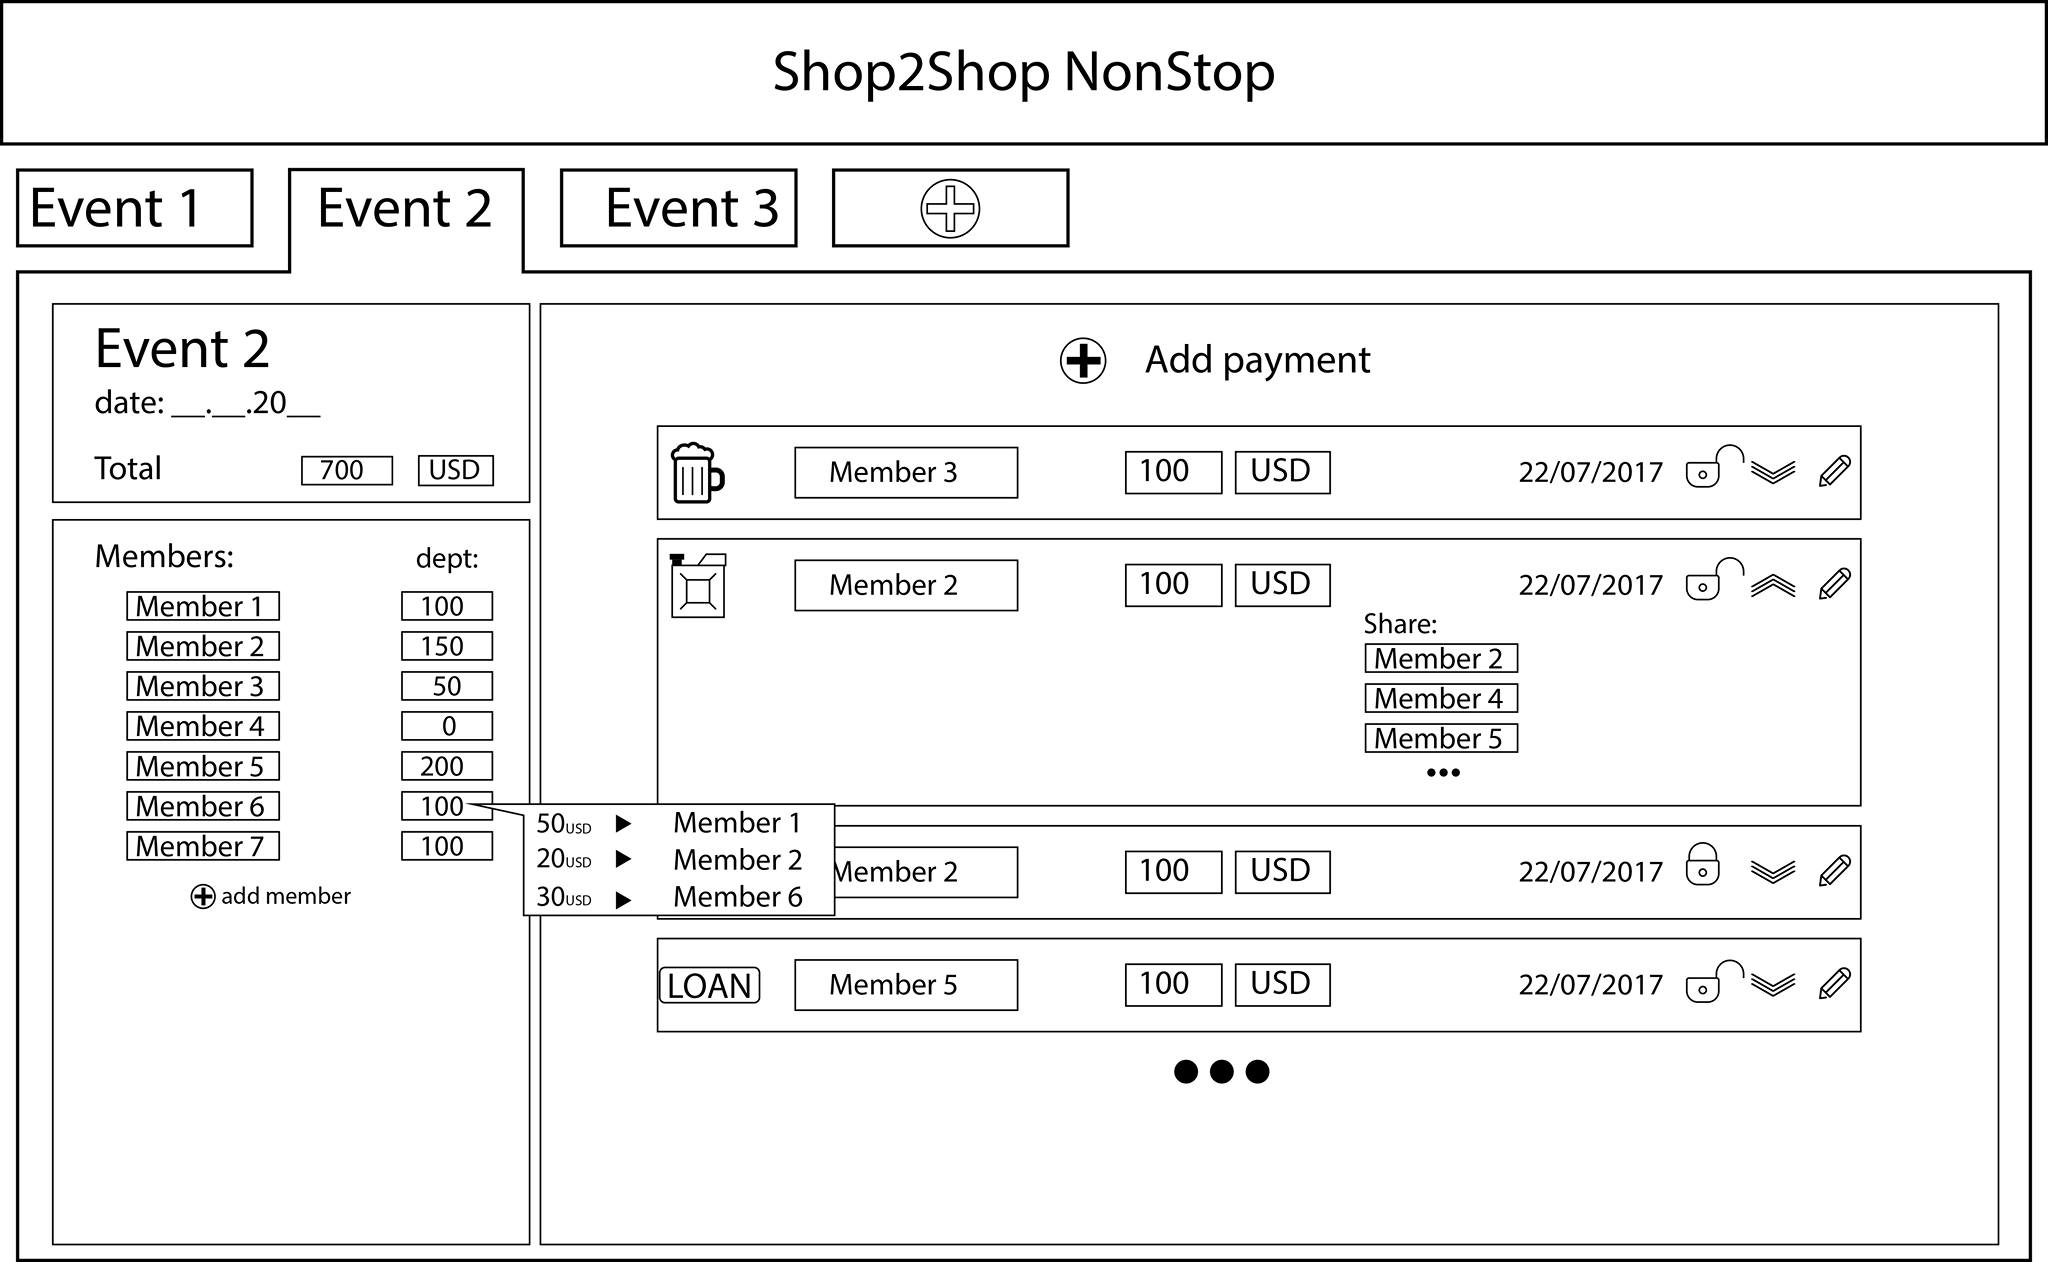 Shop2Shop NonStop
Event 1
Event 2
Event 3
Event 2
date: __.__.20__
Total 700 USD
Members: dept:
Member 1 100
Member 2 150
Member 3 50
Member 4 0
Member 5 200
Member 6 100
Member 7 100
add member
50USD Member 1
20USD Member 2
30USD Member 6
Add payment
Member 3 100 USD 22/07/2017
Member 2 100 USD 22/07/2017
Share:
Member 2
Member 4
Member 5
•••
Member 2 100 USD 22/07/2017
LOAN Member 5 100 USD 22/07/2017
•••